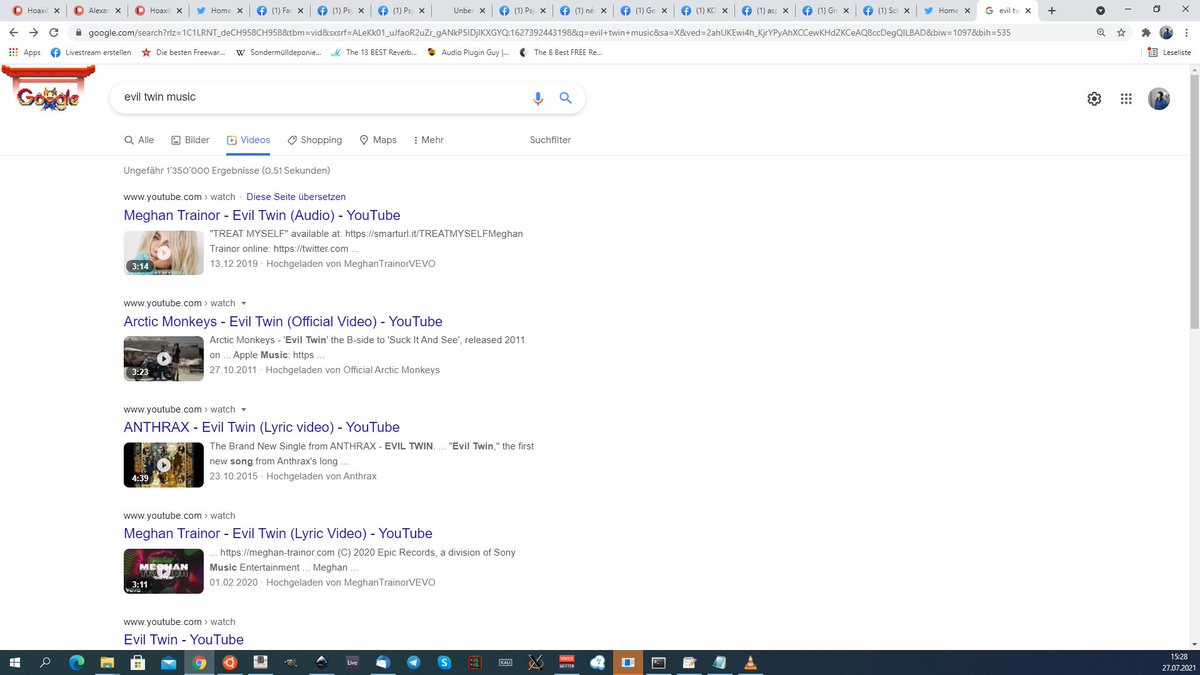 Hoaxil
Alexar
Hoaxil
Home
(1) Fac
(1) Psy
(1) Psy
Unber
(1) Psy
(1) né
(1) Ge
(1) KO
(1) asp
(1) Gru
(1) Sch
Home
evil tw
google.com/search?rlz=1C1LRNT_deCH958CH958&tbm=vid&sxsrf=ALeKk01_uJfaoR2uZr_gANkP5IDjIKXGYQ:1627392443198&q=evil+twin+music&sa=X&ved=2ahUKEwi4h_KjrYPyAhXCCewKHdZKCeAQ8ccDegQILBAD&biw=1097&bih=535
Apps
Livestream erstellen
Die besten Freewar...
Sondermülldeponie...
The 13 BEST Reverb...
Audio Plugin Guy |...
The 8 Best FREE Re...
Leseliste
Google
evil twin music
Alle
Bilder
Videos
Shopping
Maps
Mehr
Suchfilter
Ungefähr 1'350'000 Ergebnisse (0.51 Sekunden)
www.youtube.com › watch · Diese Seite übersetzen
Meghan Trainor - Evil Twin (Audio) - YouTube
"TREAT MYSELF" available at: https://smarturl.it/TREATMYSELFMeghan
Trainor online: https://twitter.com ...
3:14
13.12.2019 · Hochgeladen von MeghanTrainorVEVO
www.youtube.com › watch
Arctic Monkeys - Evil Twin (Official Video) - YouTube
Arctic Monkeys - 'Evil Twin' the B-side to 'Suck It And See', released 2011
on ... Apple Music: https ...
3:23
27.10.2011 · Hochgeladen von Official Arctic Monkeys
www.youtube.com › watch
ANTHRAX - Evil Twin (Lyric video) - YouTube
The Brand New Single from ANTHRAX - EVIL TWIN. ... "Evil Twin," the first
new song from Anthrax's long ...
4:39
23.10.2015 · Hochgeladen von Anthrax
www.youtube.com › watch
Meghan Trainor - Evil Twin (Lyric Video) - YouTube
... https://meghan-trainor.com (C) 2020 Epic Records, a division of Sony
Music Entertainment ... Meghan ...
MEGHAN
3:11
01.02.2020 · Hochgeladen von MeghanTrainorVEVO
www.youtube.com › watch
Evil Twin - YouTube
Live
KALI
15:28
27.07.2021